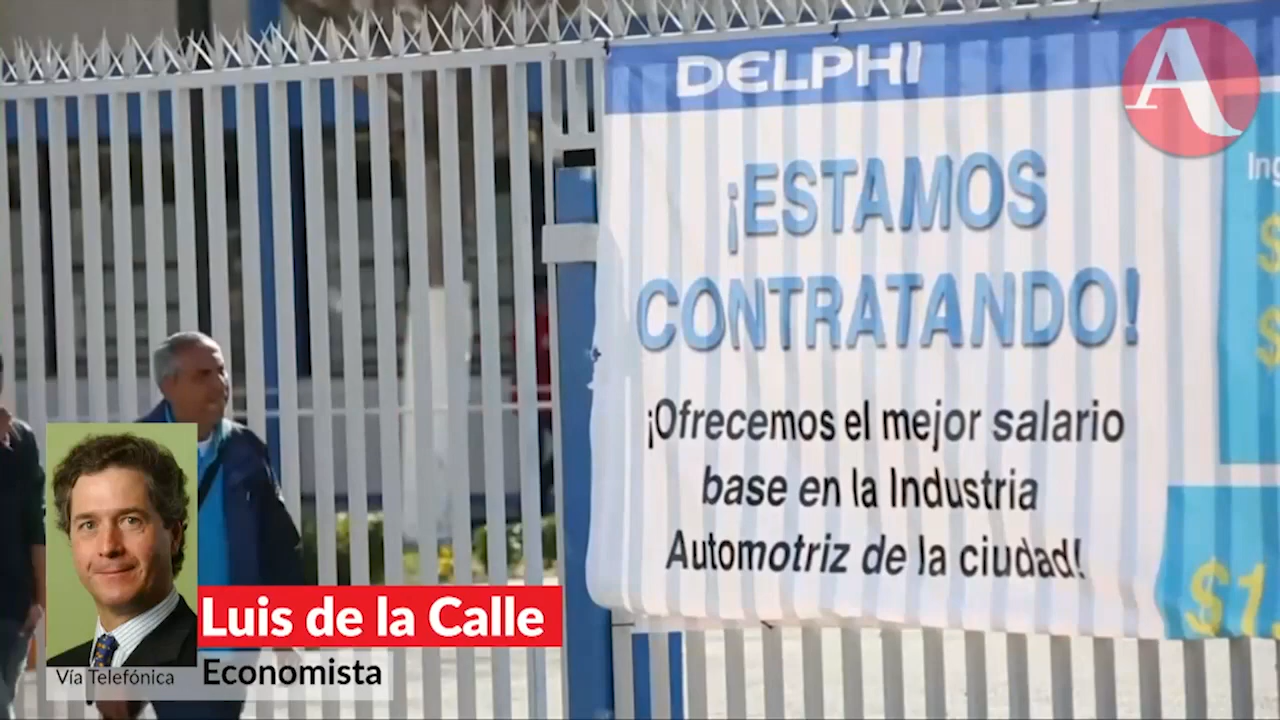 DELPHI
A
¡ESTAMOS
CONTRATANDO!
¡Ofrecemos el mejor salario
base en la Industria
Automotriz de la ciudad!
$
$
$1
Luis de la Calle
Economista
Vía Telefónica